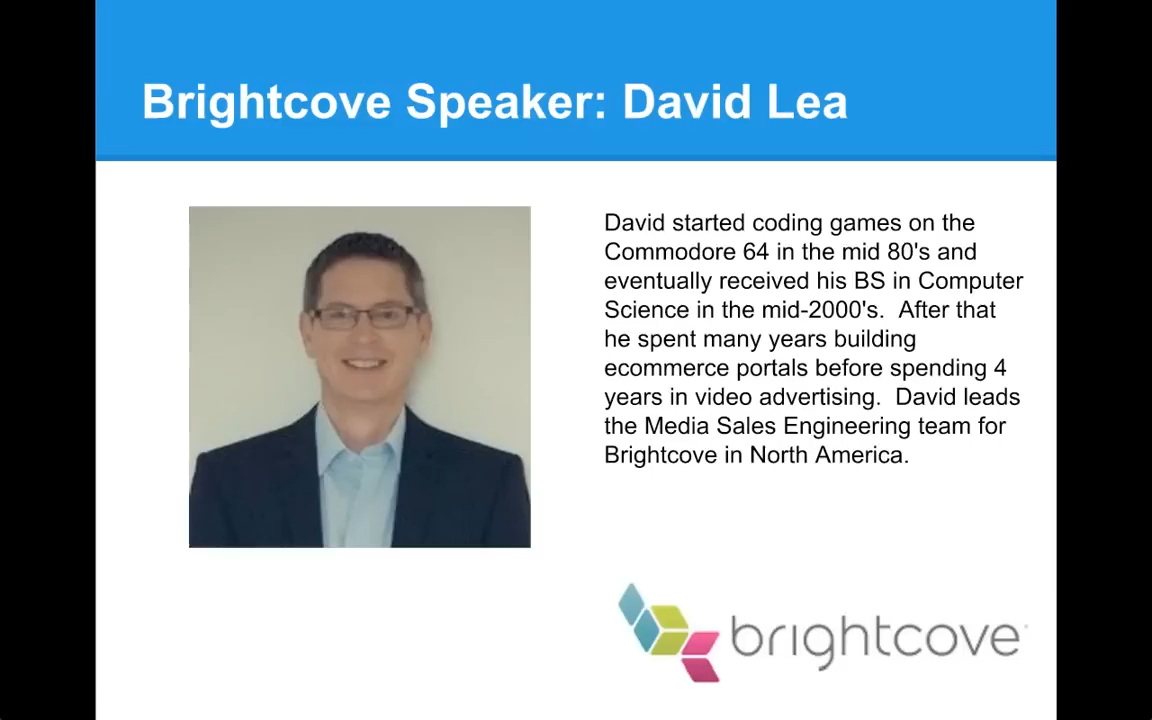 Brightcove Speaker: David Lea
David started coding games on the
Commodore 64 in the mid 80's and
eventually received his BS in Computer
Science in the mid-2000's.  After that
he spent many years building
ecommerce portals before spending 4
years in video advertising.  David leads
the Media Sales Engineering team for
Brightcove in North America.
brightcove